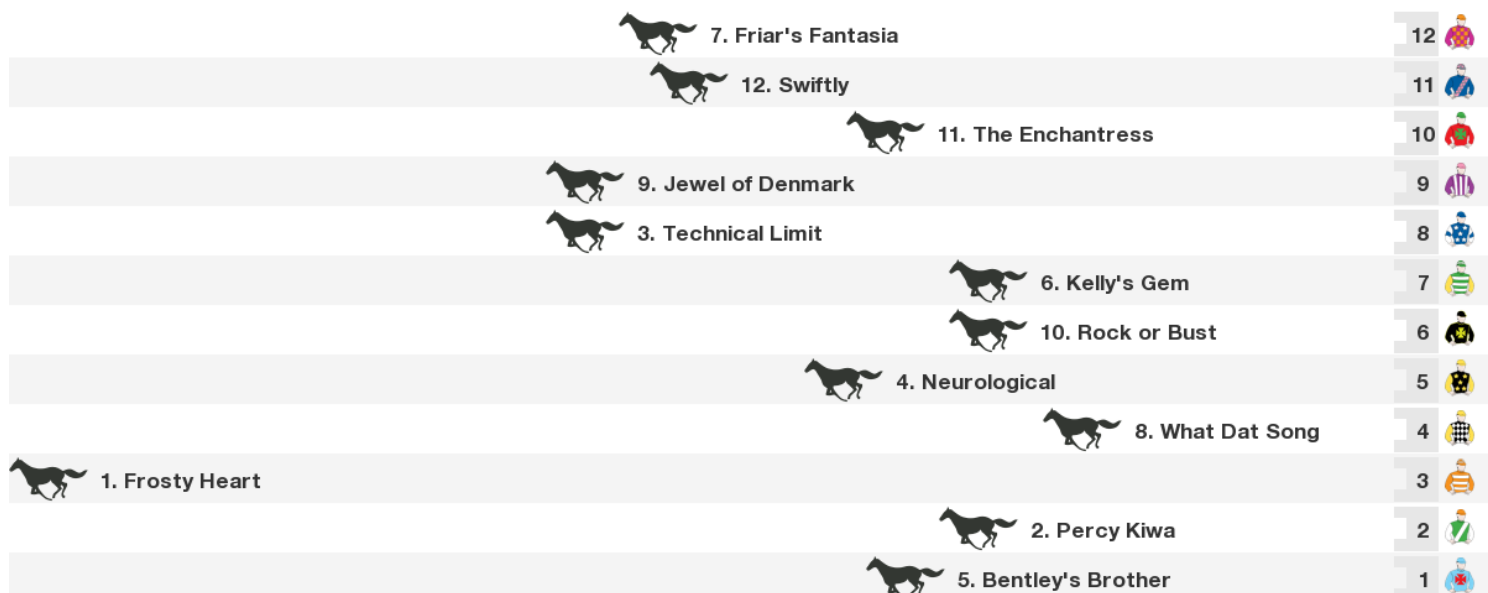 7. Friar's Fantasia 12
12. Swiftly 11
11. The Enchantress 10
9. Jewel of Denmark 9
3. Technical Limit 8
6. Kelly's Gem 7
10. Rock or Bust 6
4. Neurological 5
8. What Dat Song 4
1. Frosty Heart 3
2. Percy Kiwa 2
5. Bentley's Brother 1